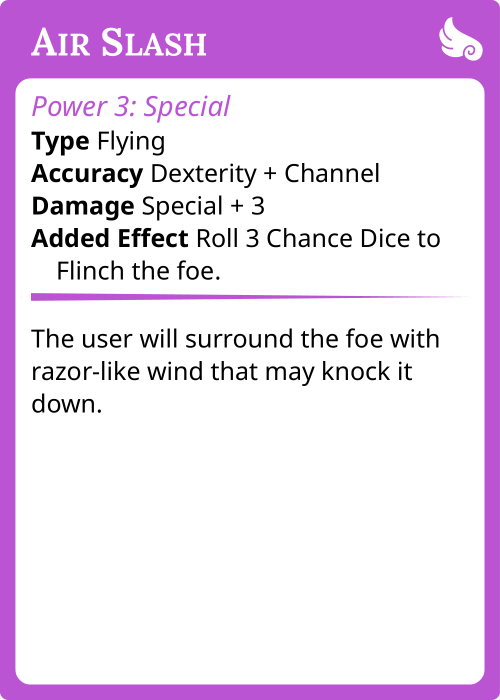 Air Slash
Power 3: Special
Type Flying
Accuracy Dexterity + Channel
Damage Special + 3
Added Effect Roll 3 Chance Dice to
Flinch the foe.
The user will surround the foe with
razor-like wind that may knock it
down.